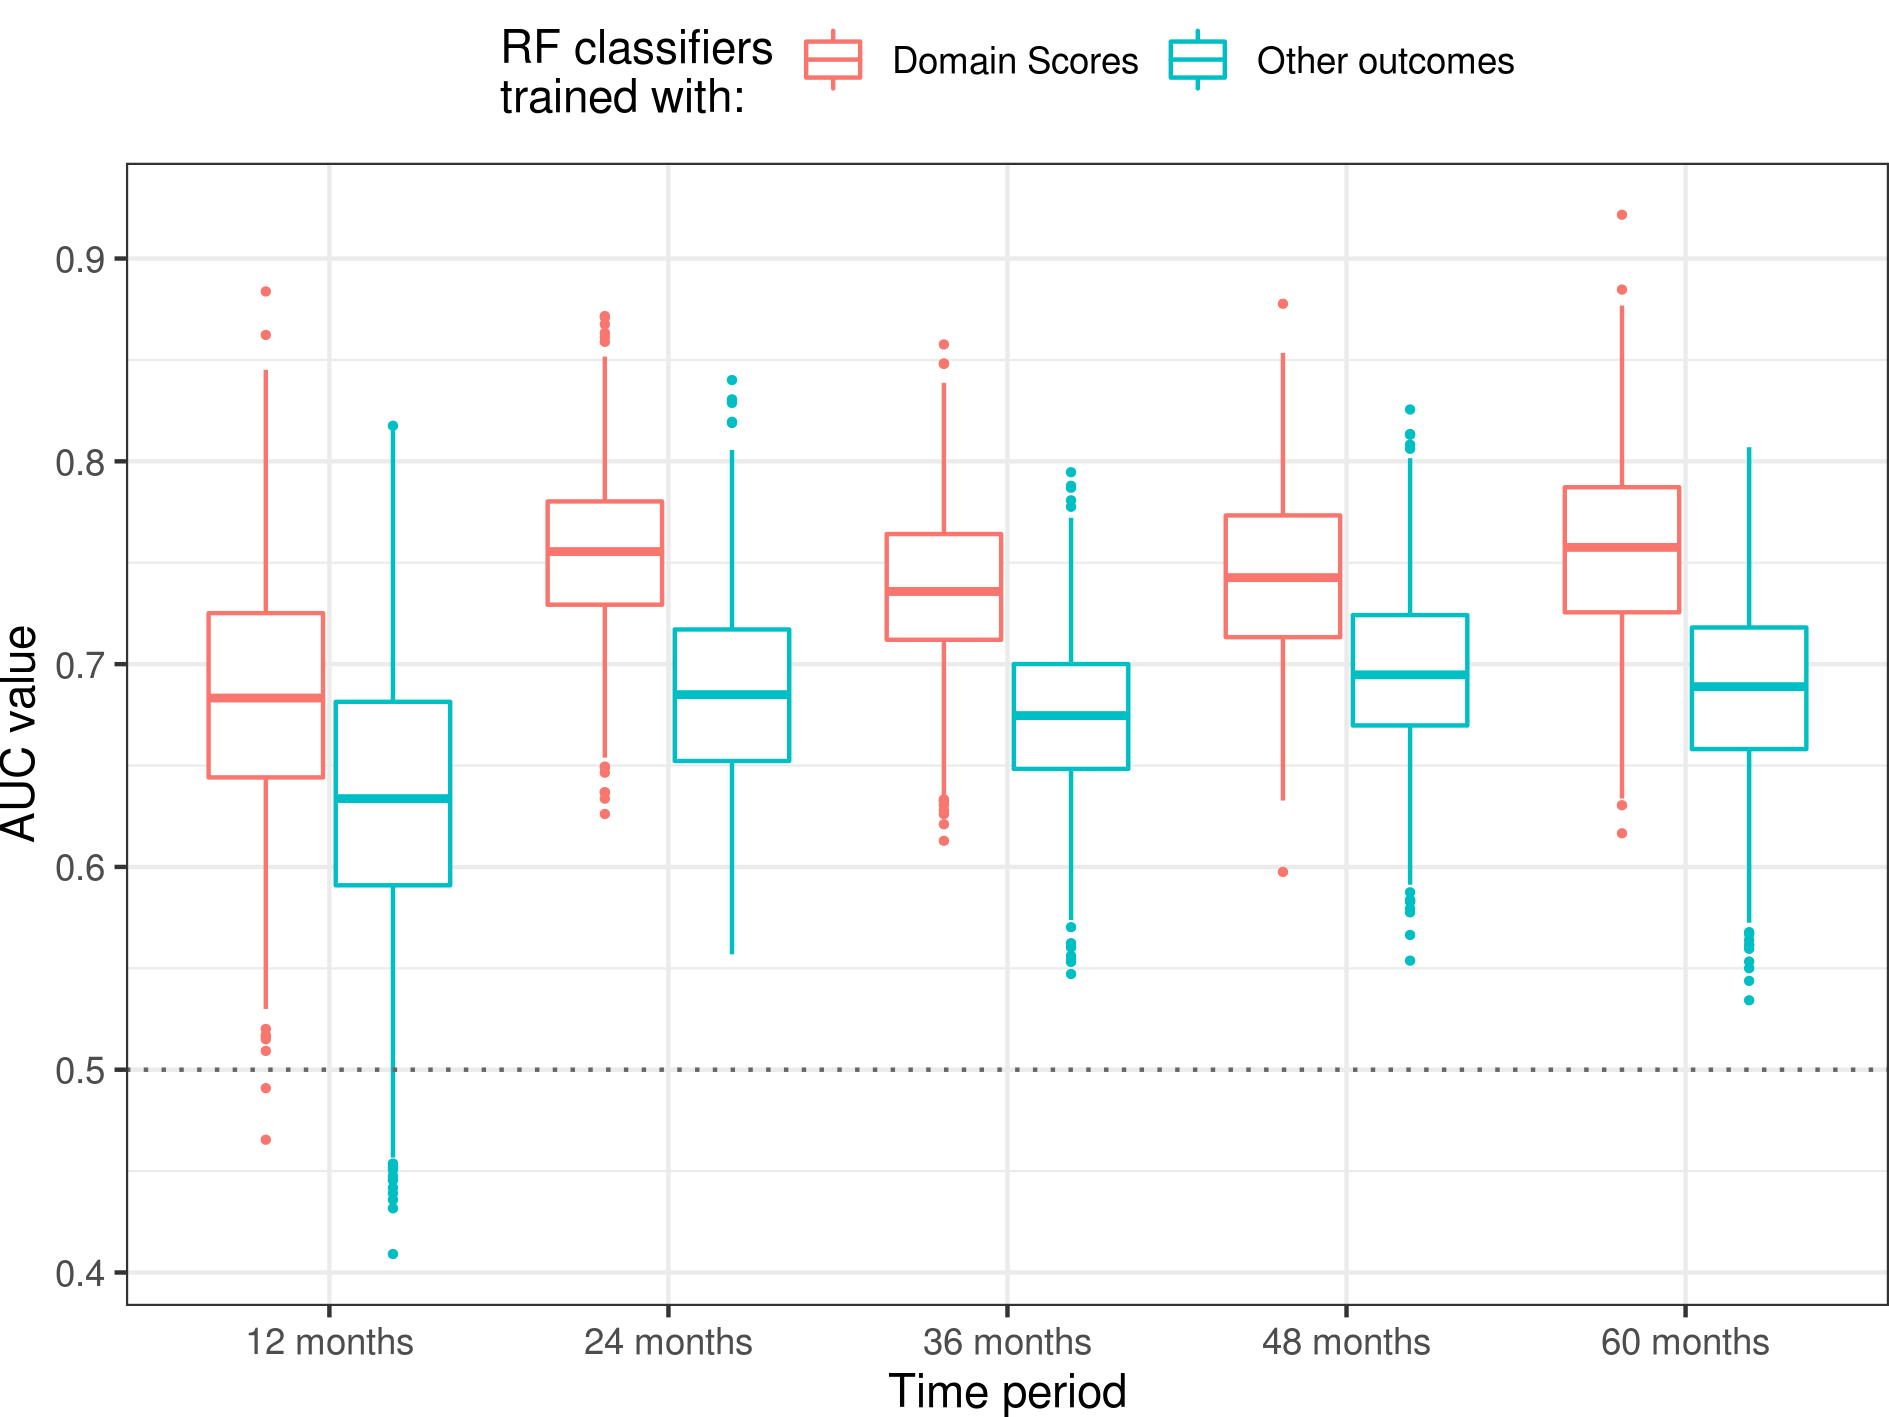 RF classifiers
trained with:
Domain Scores
Other outcomes
AUC value
0.9
0.8
0.7
0.6
0.5
0.4
12 months
24 months
36 months
48 months
60 months
Time period